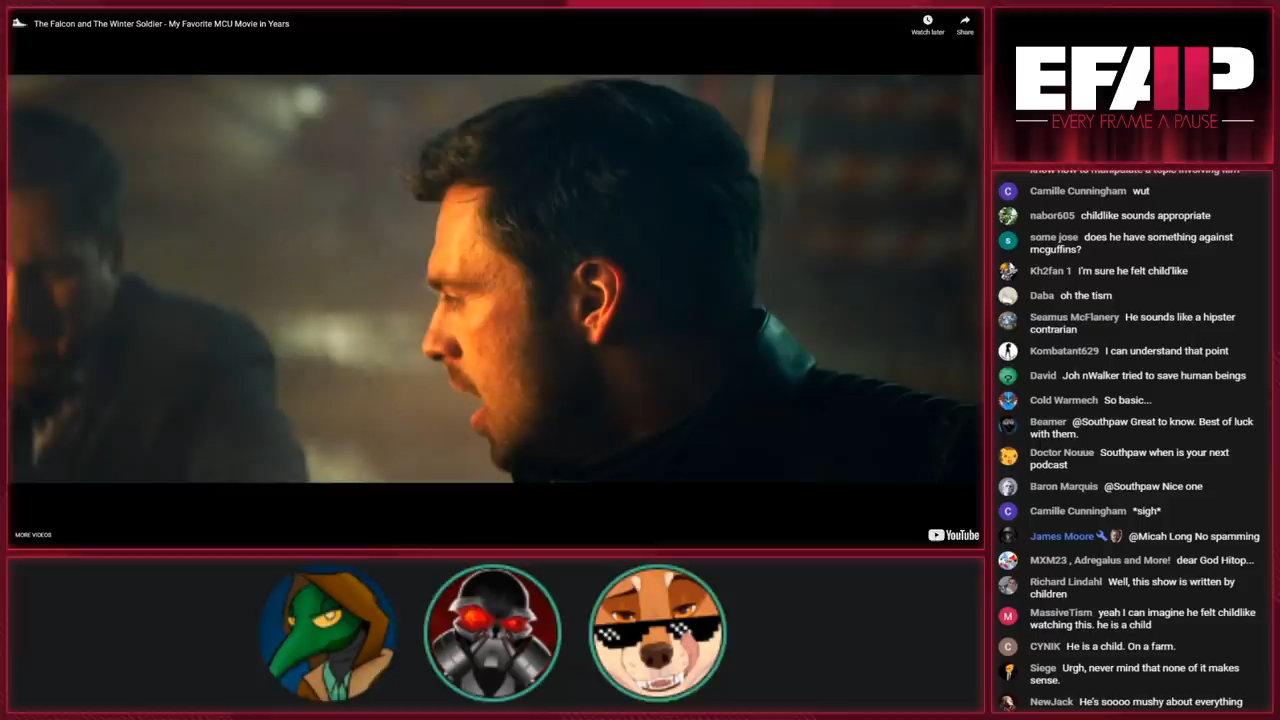 The Falcon and The Winter Soldier - My Favorite MCU Movie in Years
Watch later
Share
MORE VIDEOS
YouTube
EFAP
EVERY FRAME A PAUSE
know how to manipulate a topic involving him
Camille Cunningham wut
nabor605 childlike sounds appropriate
some jose does he have something against
mcguffins?
Kh2fan 1 I'm sure he felt child'like
Daba oh the tism
Seamus McFlanery He sounds like a hipster
contrarian
Kombatant629 I can understand that point
David Joh nWalker tried to save human beings
Cold Warmech So basic...
Beamer @Southpaw Great to know. Best of luck
with them.
Doctor Nouue Southpaw when is your next
podcast
Baron Marquis @Southpaw Nice one
Camille Cunningham *sigh*
James Moore @Micah Long No spamming
MXM23 , Adregalus and More! dear God Hitop...
Richard Lindahl Well, this show is written by
children
MassiveTism yeah I can imagine he felt childlike
watching this. he is a child
CYNIK He is a child. On a farm.
Siege Urgh, never mind that none of it makes
sense.
NewJack He's soooo mushy about everything